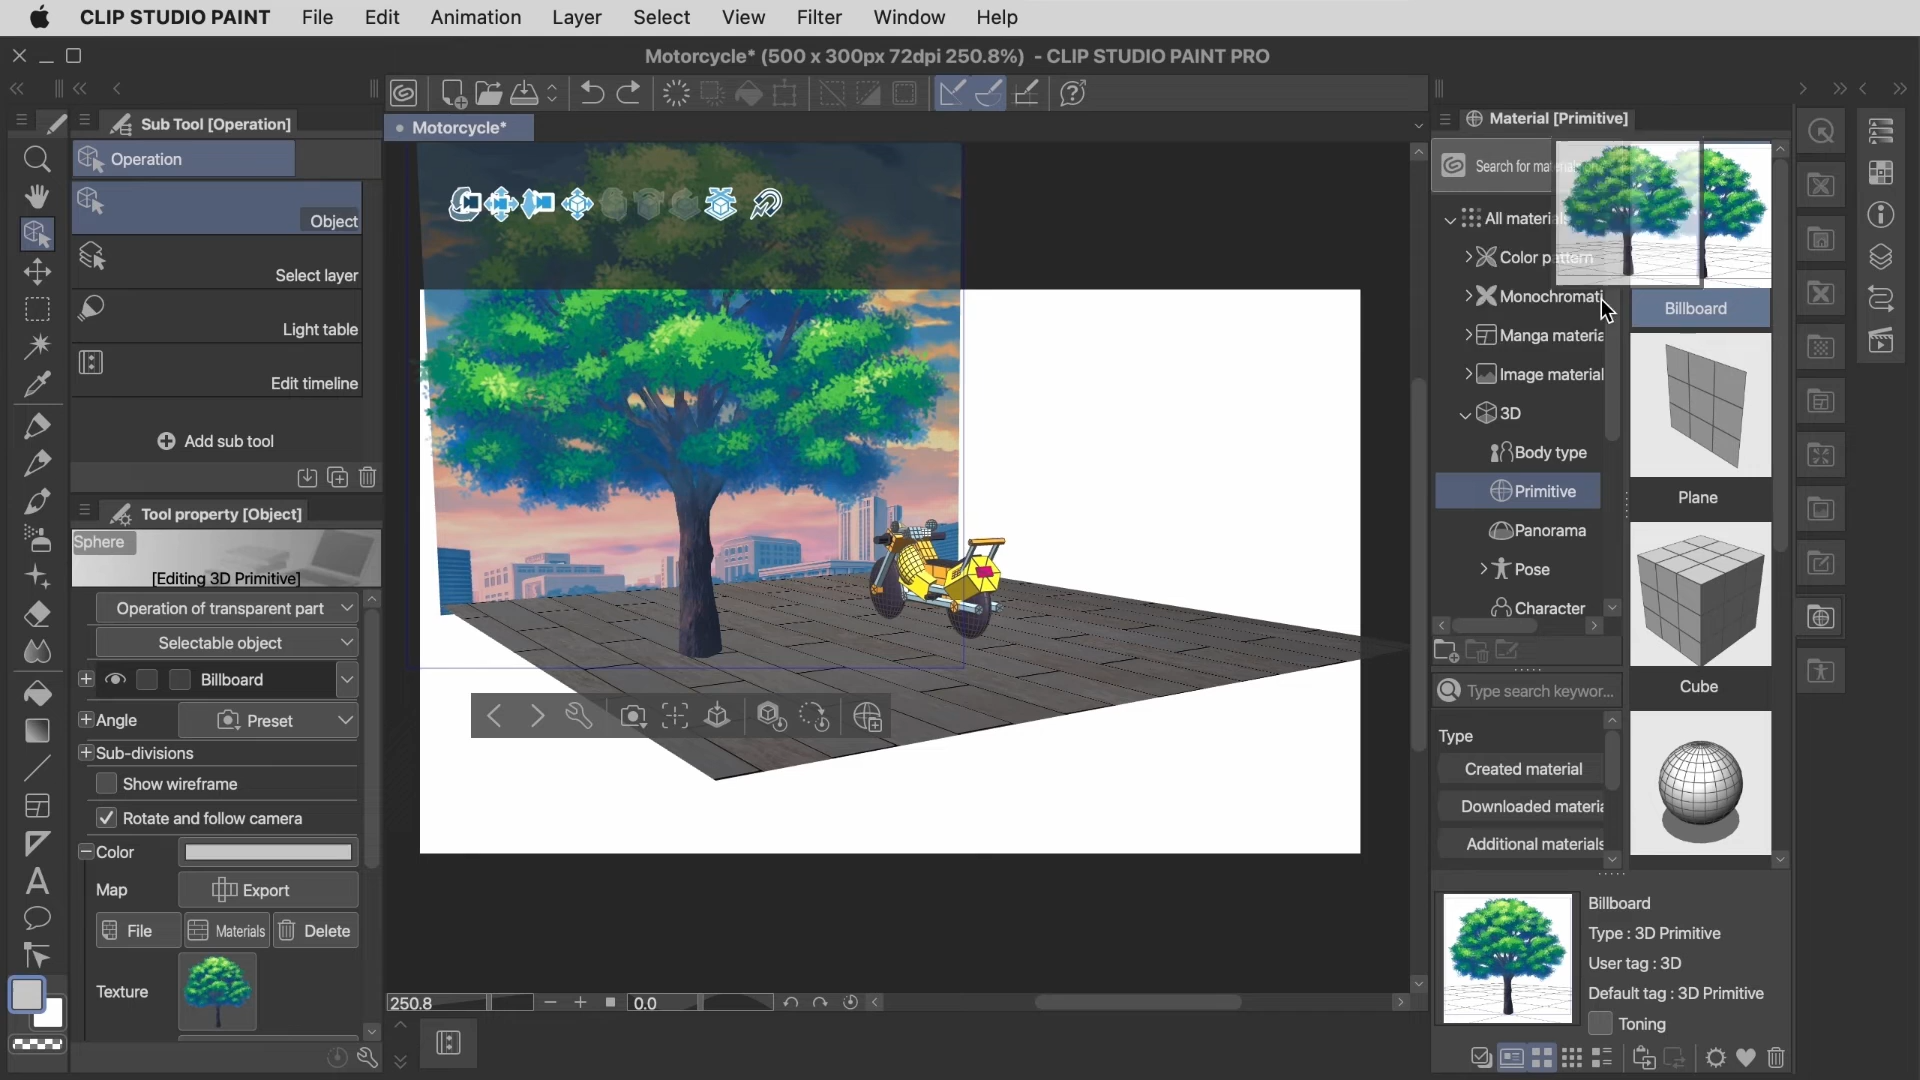 CLIP STUDIO PAINT File Edit Animation Layer Select View Filter Window Help
Motorcycle* (500 x 300px 72dpi 250.8%) - CLIP STUDIO PAINT PRO
Sub Tool [Operation]
Operation
Object
Select layer
Light table
Edit timeline
Add sub tool
Tool property [Object]
Sphere
[Editing 3D Primitive]
Operation of transparent part
Selectable object
Billboard
Angle
Preset
Sub-divisions
Show wireframe
Rotate and follow camera
Color
Map
Export
File
Materials
Delete
Texture
Motorcycle*
250.8
0.0
Material [Primitive]
Search for mate
All materi
Color pattern
Monochromati
Manga materia
Image material
3D
Body type
Primitive
Panorama
Pose
Character
Type search keywor...
Type
Created material
Downloaded materia
Additional materials
Billboard
Plane
Cube
Billboard
Type : 3D Primitive
User tag : 3D
Default tag : 3D Primitive
Toning